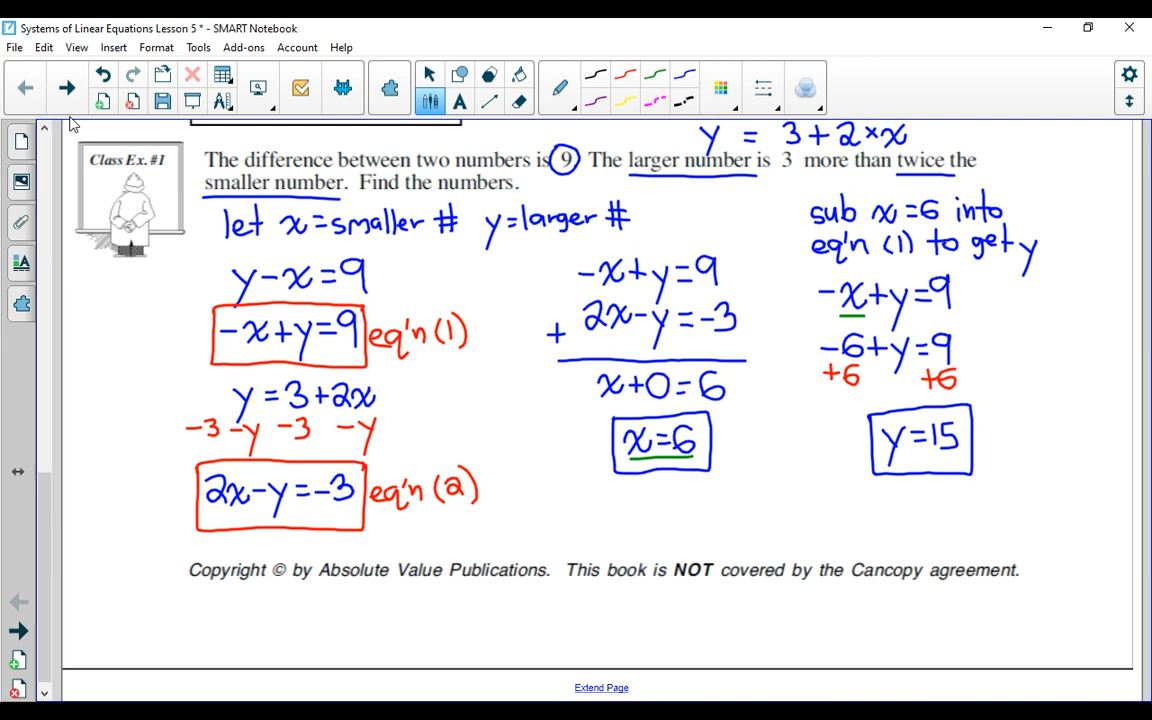 Systems of Linear Equations Lesson 5 * - SMART Notebook
File Edit View Insert Format Tools Add-ons Account Help
y = 3+2×x
Class Ex. #1
The difference between two numbers is 9 The larger number is 3 more than twice the
smaller number. Find the numbers.
let x=smaller # y=larger #
y-x=9
-x+y=9 eq'n (1)
y=3+2x
-3 -y -3 -y
2x-y=-3 eq'n (2)
-x+y=9
+ 2x-y=-3
x+0=6
x=6
sub x=6 into
eq'n (1) to get y
-x+y=9
-6+y=9
+6 +6
y=15
Copyright © by Absolute Value Publications. This book is NOT covered by the Cancopy agreement.
Extend Page